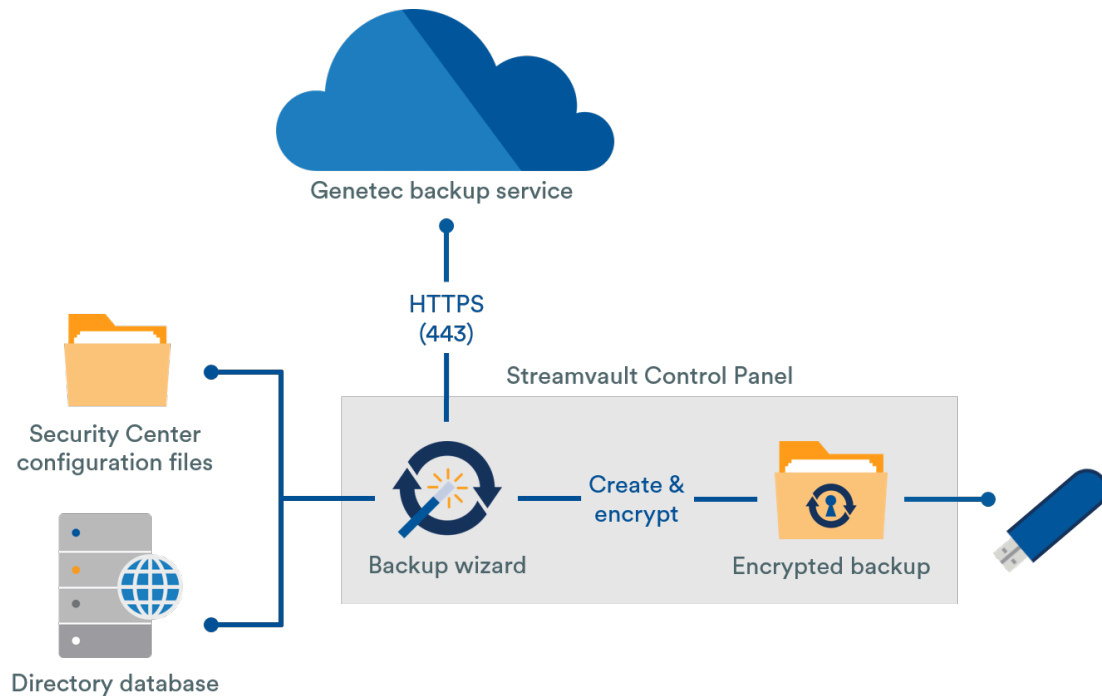 Genetec backup service
HTTPS
(443)
Streamvault Control Panel
Security Center
configuration files
Create &
encrypt
Backup wizard
Encrypted backup
Directory database